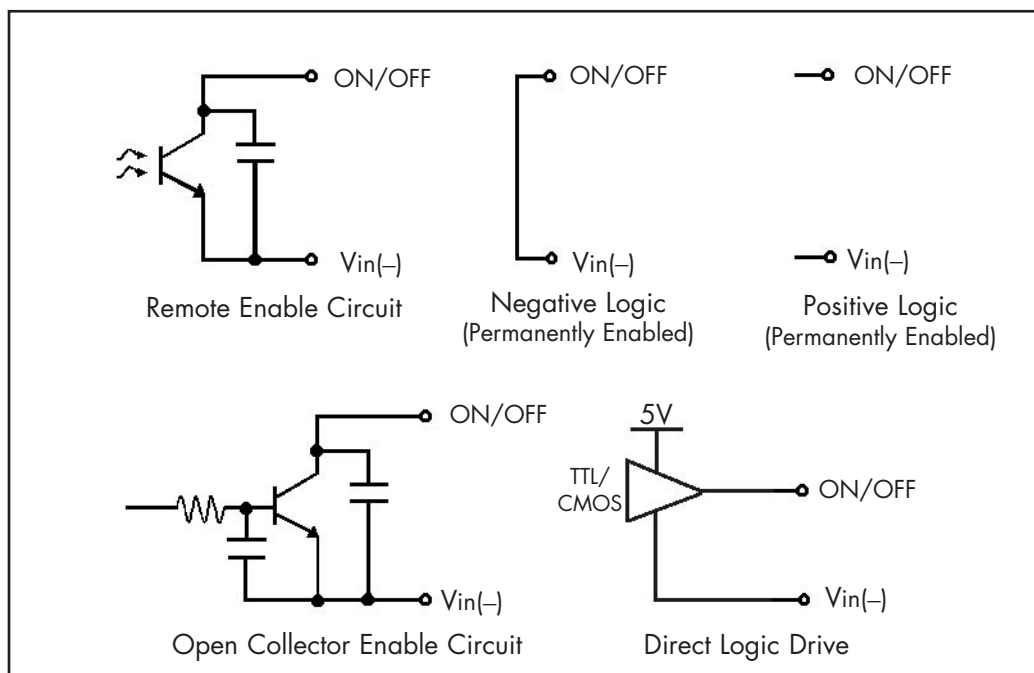 ON/OFF
Vin(–)
Remote Enable Circuit
ON/OFF
Vin(–)
Negative Logic
(Permanently Enabled)
ON/OFF
Vin(–)
Positive Logic
(Permanently Enabled)
ON/OFF
Vin(–)
Open Collector Enable Circuit
5V
TTL/
CMOS
ON/OFF
Vin(–)
Direct Logic Drive